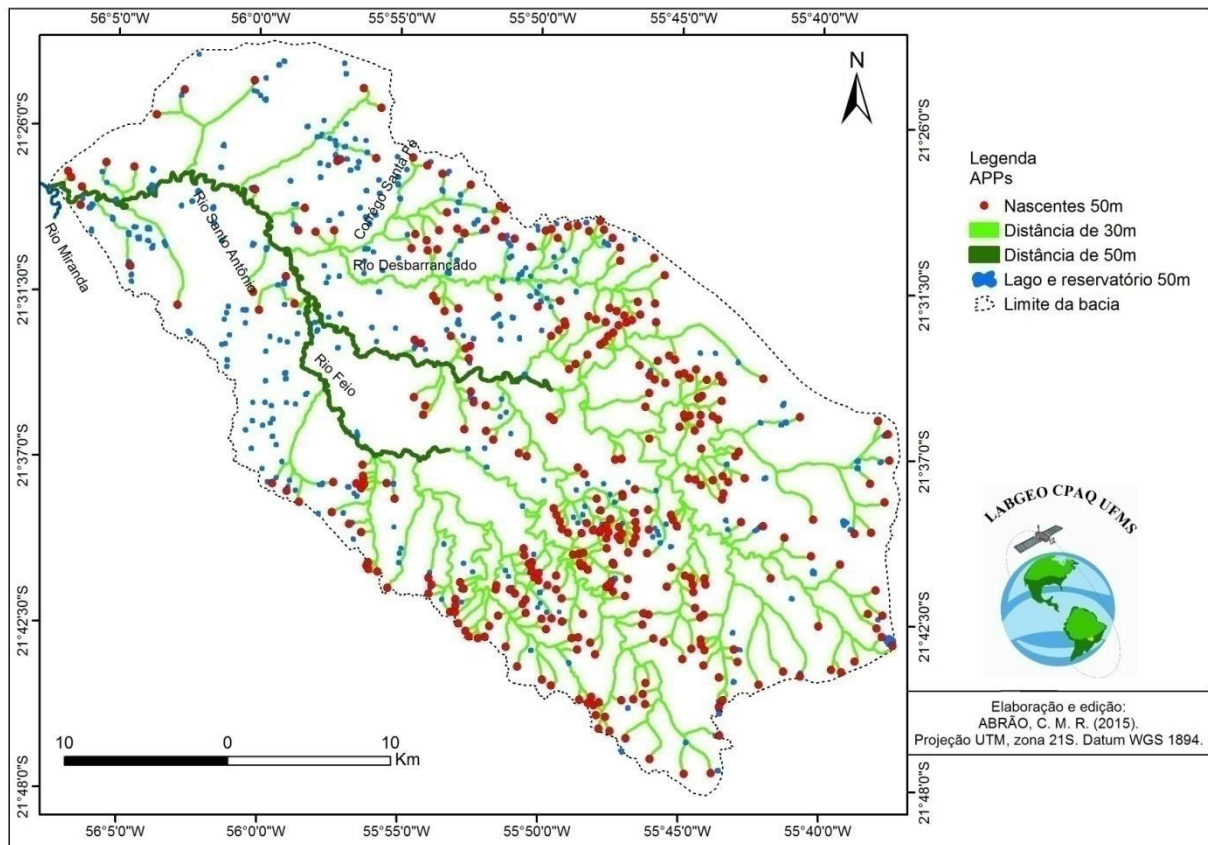 56°5'0"W 56°0'0"W 55°55'0"W 55°50'0"W 55°45'0"W 55°40'0"W
21°26'0"S
21°31'30"S
21°37'0"S
21°42'30"S
21°48'0"S
21°26'0"S
21°31'30"S
21°37'0"S
21°42'30"S
21°48'0"S
N
Córrego Santa Fé
Rio Santo Antônio
Rio Desbarrancado
Rio Miranda
Rio Feio
10 0 10
Km
56°5'0"W 56°0'0"W 55°55'0"W 55°50'0"W 55°45'0"W 55°40'0"W
Legenda
APPs
Nascentes 50m
Distância de 30m
Distância de 50m
Lago e reservatório 50m
Limite da bacia
LABGEO CPAQ UFMS
Elaboração e edição:
ABRÃO, C. M. R. (2015).
Projeção UTM, zona 21S. Datum WGS 1894.